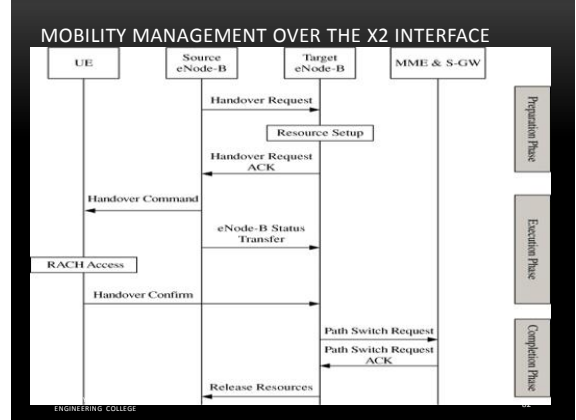 MOBILITY MANAGEMENT OVER THE X2 INTERFACE
UE
Source
eNode-B
Target
eNode-B
MME & S-GW
Handover Request
Resource Setup
Handover Request
ACK
Preparation Phase
Handover Command
eNode-B Status
Transfer
RACH Access
Handover Confirm
Execution Phase
Path Switch Request
Path Switch Request
ACK
Release Resources
Completion Phase
ENGINEERING COLLEGE